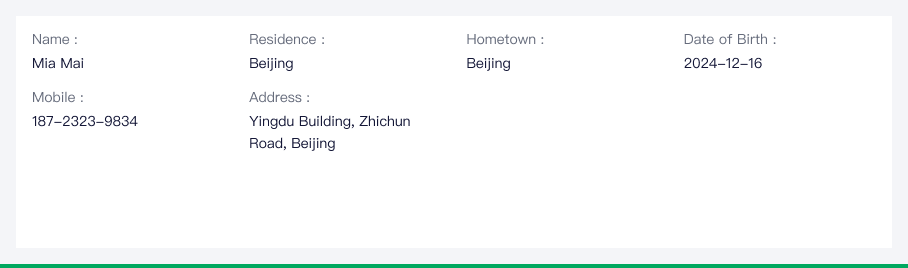 Name :
Residence :
Hometown :
Date of Birth :
Mia Mai
Beijing
Beijing
2024-12-16
Mobile :
Address :
187-2323-9834
Yingdu Building, Zhichun
Road, Beijing